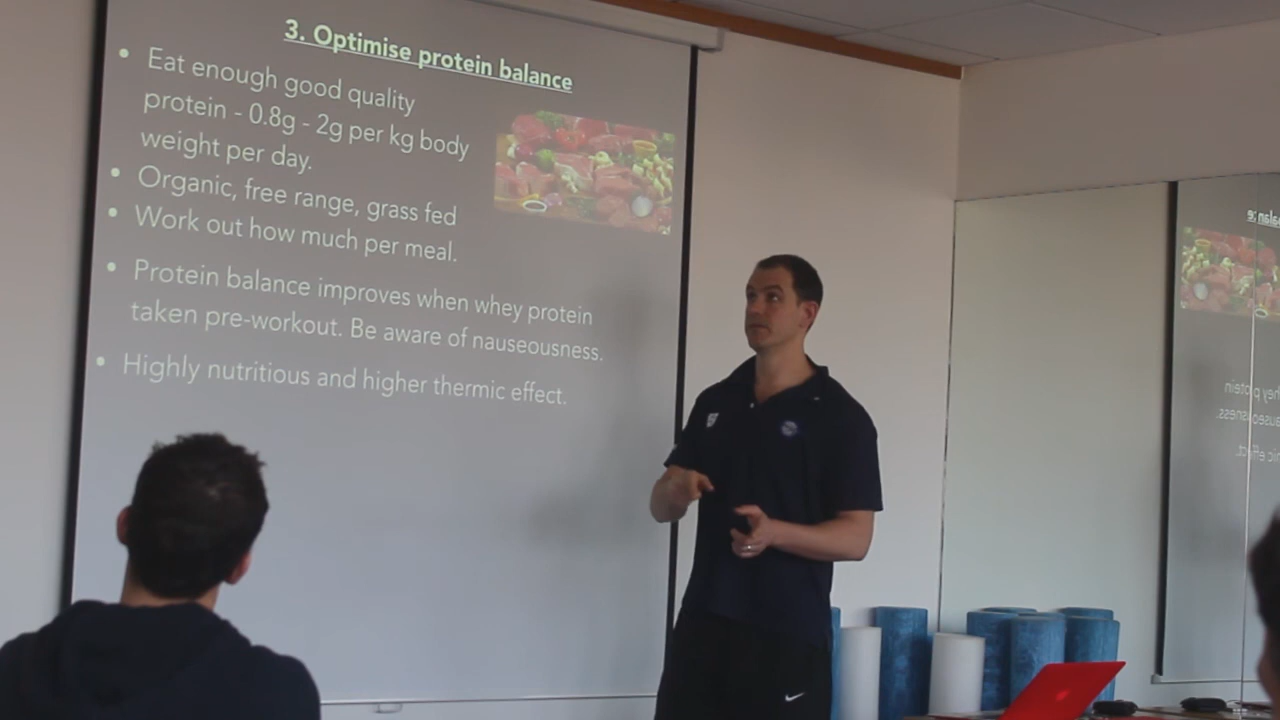 3. Optimise protein balance
• Eat enough good quality
protein - 0.8g - 2g per kg body
weight per day.
• Organic, free range, grass fed
• Work out how much per meal.
• Protein balance improves when whey protein
taken pre-workout. Be aware of nauseousness.
• Highly nutritious and higher thermic effect.